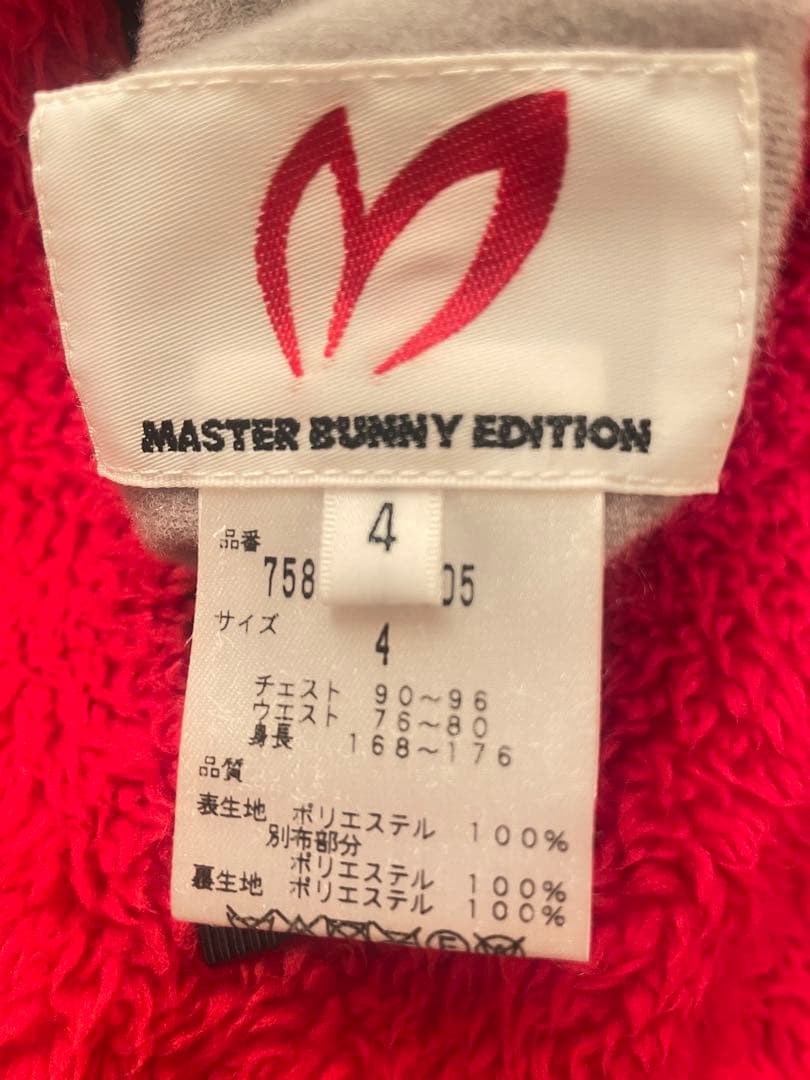 MASTER BUNNY EDITION
4
品番
758 05
サイズ
4
チェスト 90～96
ウエスト 76～80
身長 168～176
品質
表生地 ポリエステル 100%
別布部分
ポリエステル 100%
裏生地 ポリエステル 100%